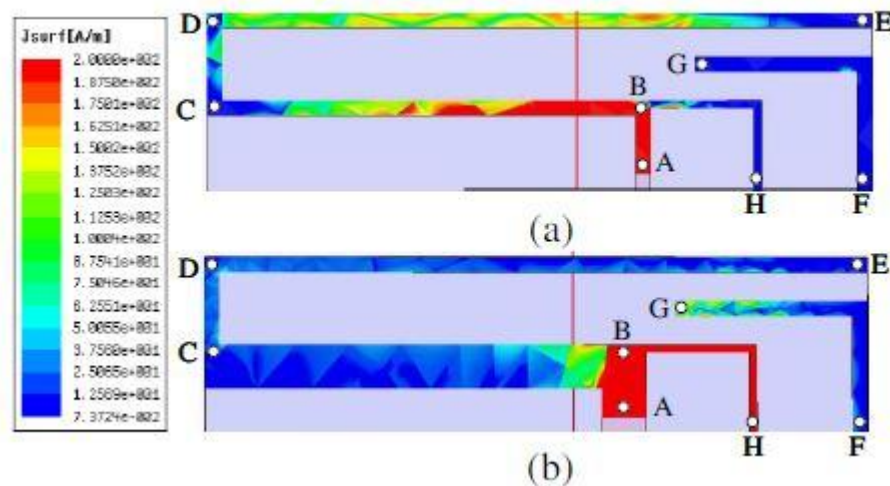 Jsurf[A/m]
2.0000e+002
1.8750e+002
1.7501e+002
1.6251e+002
1.5002e+002
1.3752e+002
1.2503e+002
1.1253e+002
1.0004e+002
8.7541e+001
7.5046e+001
6.2551e+001
5.0055e+001
3.7560e+001
2.5065e+001
1.2569e+001
7.3724e-002
D
E
G
C
B
A
H
F
(a)
D
E
G
C
B
A
H
F
(b)